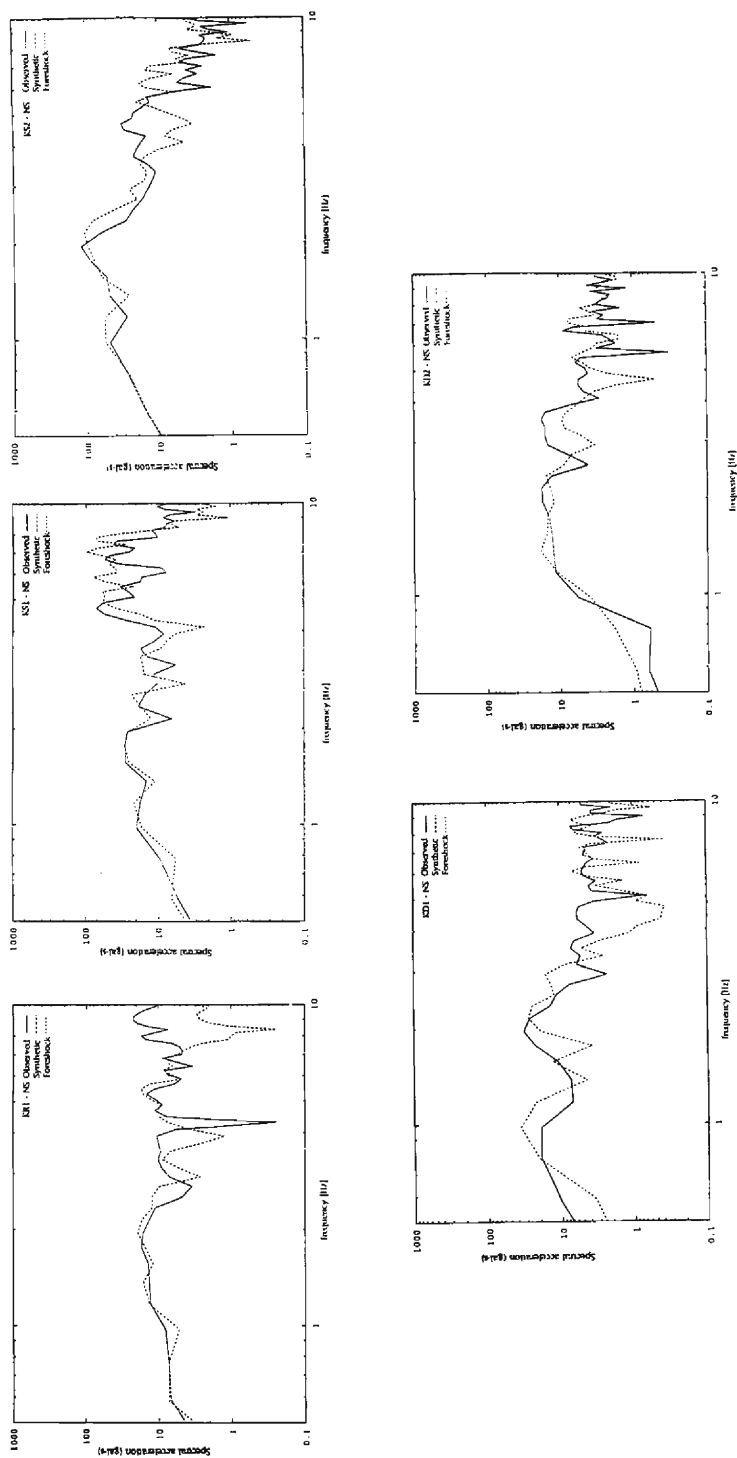 1000
100
10
1
0.1
Spectral acceleration (gal·s)
KR1 - NS Observed
Synthetic
Foreshock
1
10
frequency [Hz]
1000
100
10
1
0.1
Spectral acceleration (gal·s)
KS1 - NS Observed
Synthetic
Foreshock
1
10
frequency [Hz]
1000
100
10
1
0.1
Spectral acceleration (gal·s)
KS2 - NS Observed
Synthetic
Foreshock
1
10
frequency [Hz]
1000
100
10
1
0.1
Spectral acceleration (gal·s)
KD1 - NS Observed
Synthetic
Foreshock
1
10
frequency [Hz]
1000
100
10
1
0.1
Spectral acceleration (gal·s)
KD2 - NS Observed
Synthetic
Foreshock
1
10
frequency [Hz]